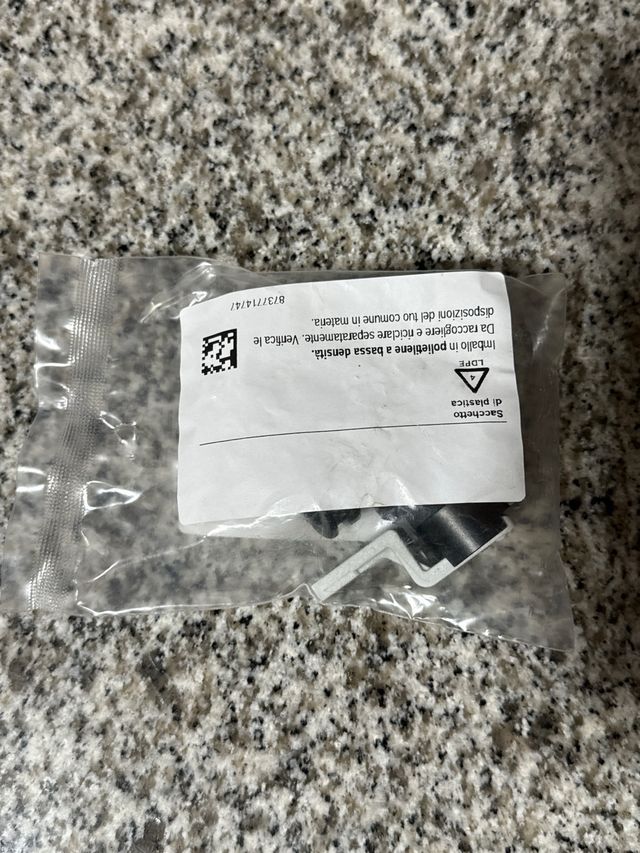 Sacchetto
di plastica
4
LDPE
Imballo in polietilene a bassa densità.
Da raccogliere e riciclare separatamente. Verifica le
disposizioni del tuo comune in materia.
8737714747